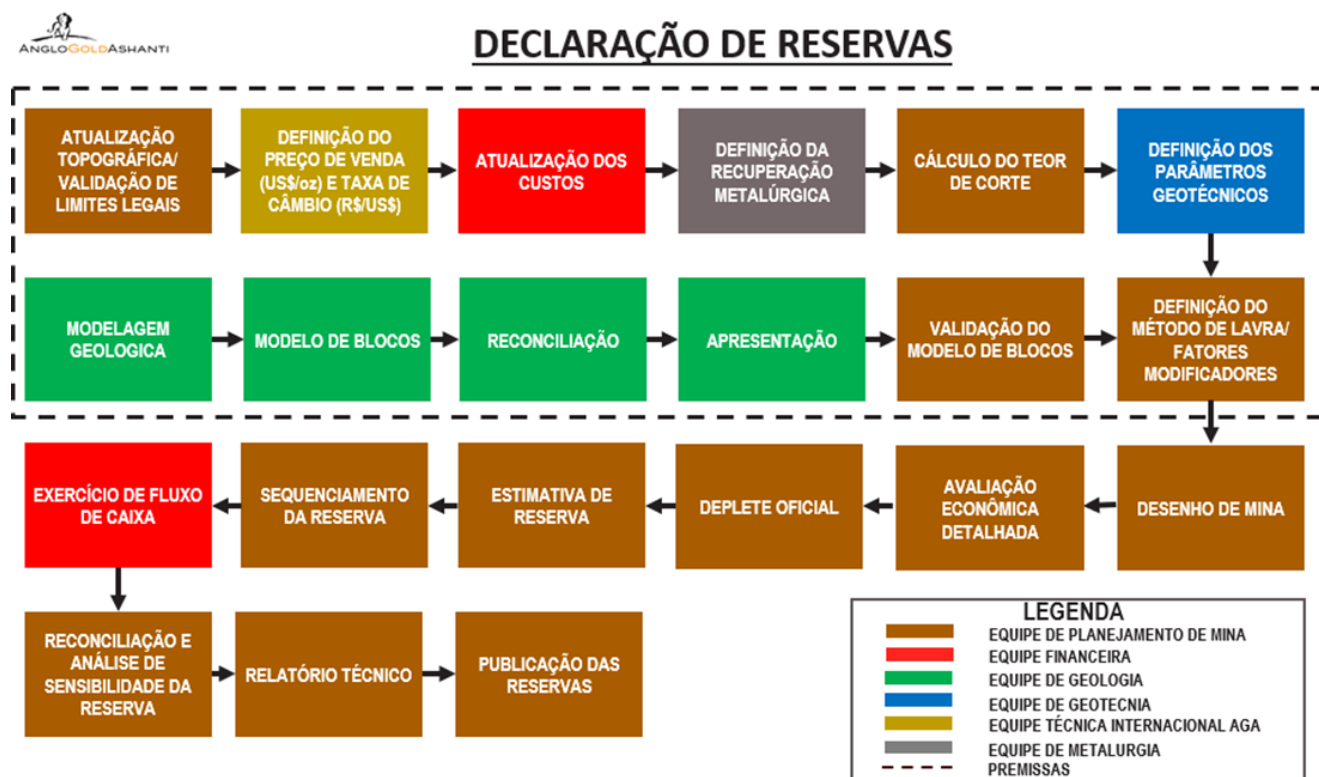 ANGLOGOLDASHANTI
DECLARAÇÃO DE RESERVAS
ATUALIZAÇÃO
TOPOGRÁFICA/
VALIDAÇÃO DE
LIMITES LEGAIS
DEFINIÇÃO DO
PREÇO DE VENDA
(US$/oz) E TAXA DE
CÂMBIO (R$/US$)
ATUALIZAÇÃO DOS
CUSTOS
DEFINIÇÃO DA
RECUPERAÇÃO
METALÚRGICA
CÁLCULO DO TEOR
DE CORTE
DEFINIÇÃO DOS
PARÂMETROS
GEOTÉCNICOS
MODELAGEM
GEOLOGICA
MODELO DE BLOCOS
RECONCILIAÇÃO
APRESENTAÇÃO
VALIDAÇÃO DO
MODELO DE BLOCOS
DEFINIÇÃO DO
MÉTODO DE LAVRA/
FATORES
MODIFICADORES
EXERCÍCIO DE FLUXO
DE CAIXA
SEQUENCIAMENTO
DA RESERVA
ESTIMATIVA DE
RESERVA
DEPLETE OFICIAL
AVALIAÇÃO
ECONÔMICA
DETALHADA
DESENHO DE MINA
RECONCILIAÇÃO E
ANÁLISE DE
SENSIBILIDADE DA
RESERVA
RELATÓRIO TÉCNICO
PUBLICAÇÃO DAS
RESERVAS
LEGENDA
EQUIPE DE PLANEJAMENTO DE MINA
EQUIPE FINANCEIRA
EQUIPE DE GEOLOGIA
EQUIPE DE GEOTECNIA
EQUIPE TÉCNICA INTERNACIONAL AGA
EQUIPE DE METALURGIA
PREMISSAS